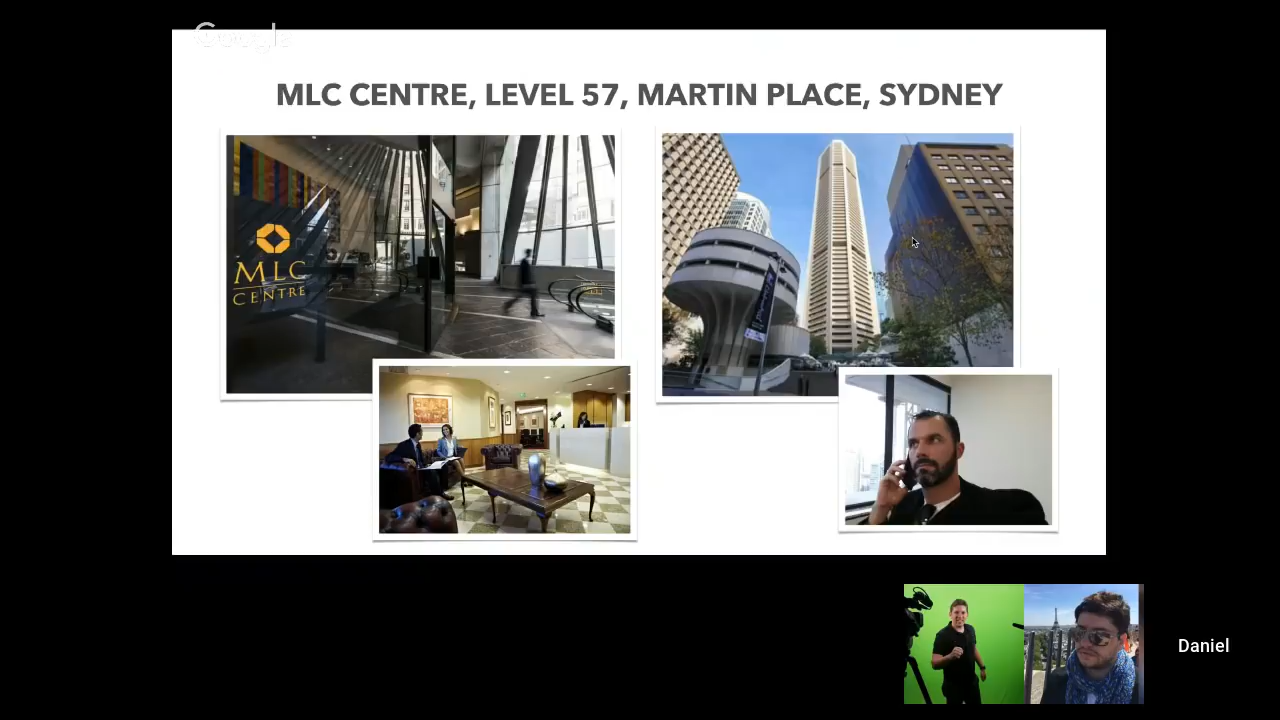 Google
MLC CENTRE, LEVEL 57, MARTIN PLACE, SYDNEY
MLC
CENTRE
Daniel